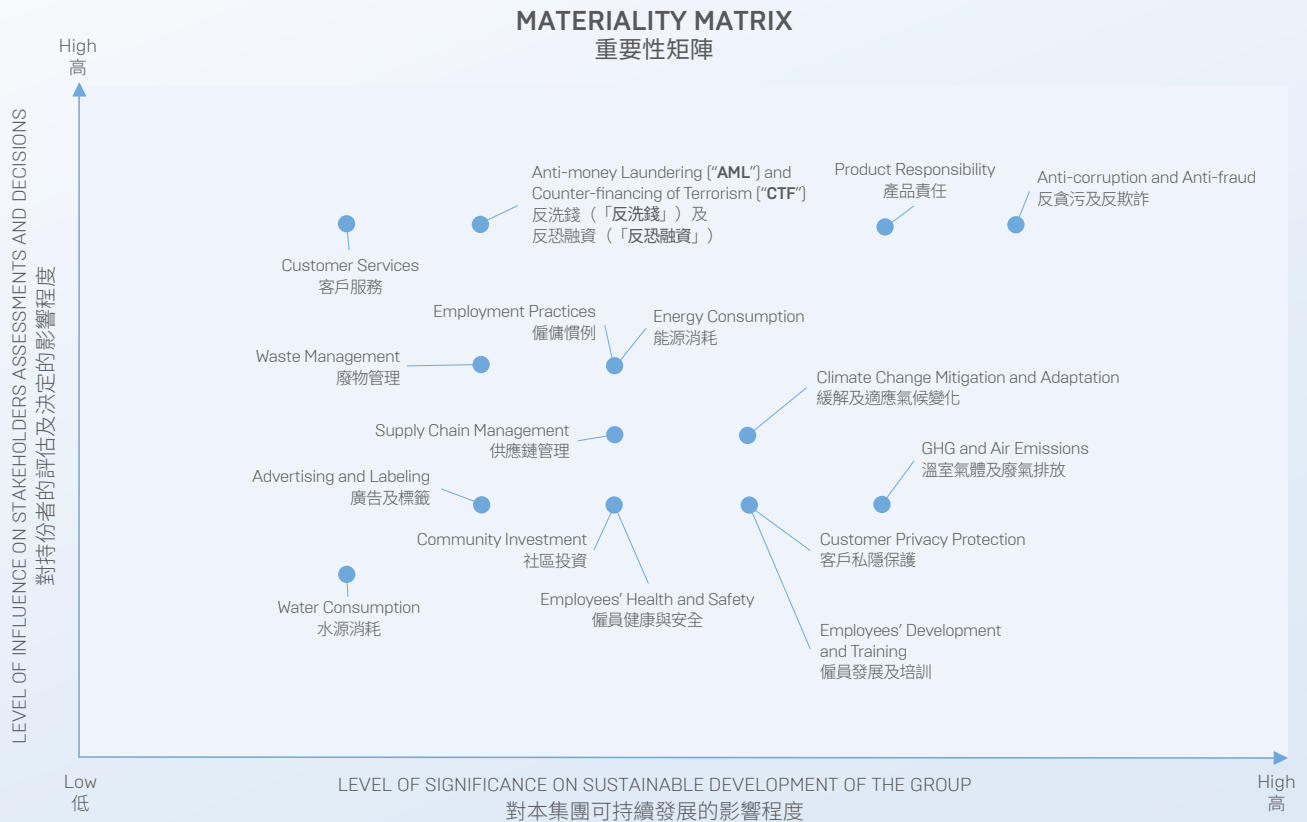 MATERIALITY MATRIX
重要性矩陣
High
高
LEVEL OF INFLUENCE ON STAKEHOLDERS ASSESSMENTS AND DECISIONS
對持份者的評估及決定的影響程度
Anti-money Laundering (“AML”) and
Counter-financing of Terrorism (“CTF”)
反洗錢（「反洗錢」）及
反恐融資（「反恐融資」）
Product Responsibility
產品責任
Anti-corruption and Anti-fraud
反貪污及反欺詐
Customer Services
客戶服務
Employment Practices
僱傭慣例
Energy Consumption
能源消耗
Waste Management
廢物管理
Climate Change Mitigation and Adaptation
緩解及適應氣候變化
Supply Chain Management
供應鏈管理
GHG and Air Emissions
溫室氣體及廢氣排放
Advertising and Labeling
廣告及標籤
Community Investment
社區投資
Customer Privacy Protection
客戶私隱保護
Water Consumption
水源消耗
Employees’ Health and Safety
僱員健康與安全
Employees’ Development
and Training
僱員發展及培訓
Low
低
LEVEL OF SIGNIFICANCE ON SUSTAINABLE DEVELOPMENT OF THE GROUP
對本集團可持續發展的影響程度
High
高